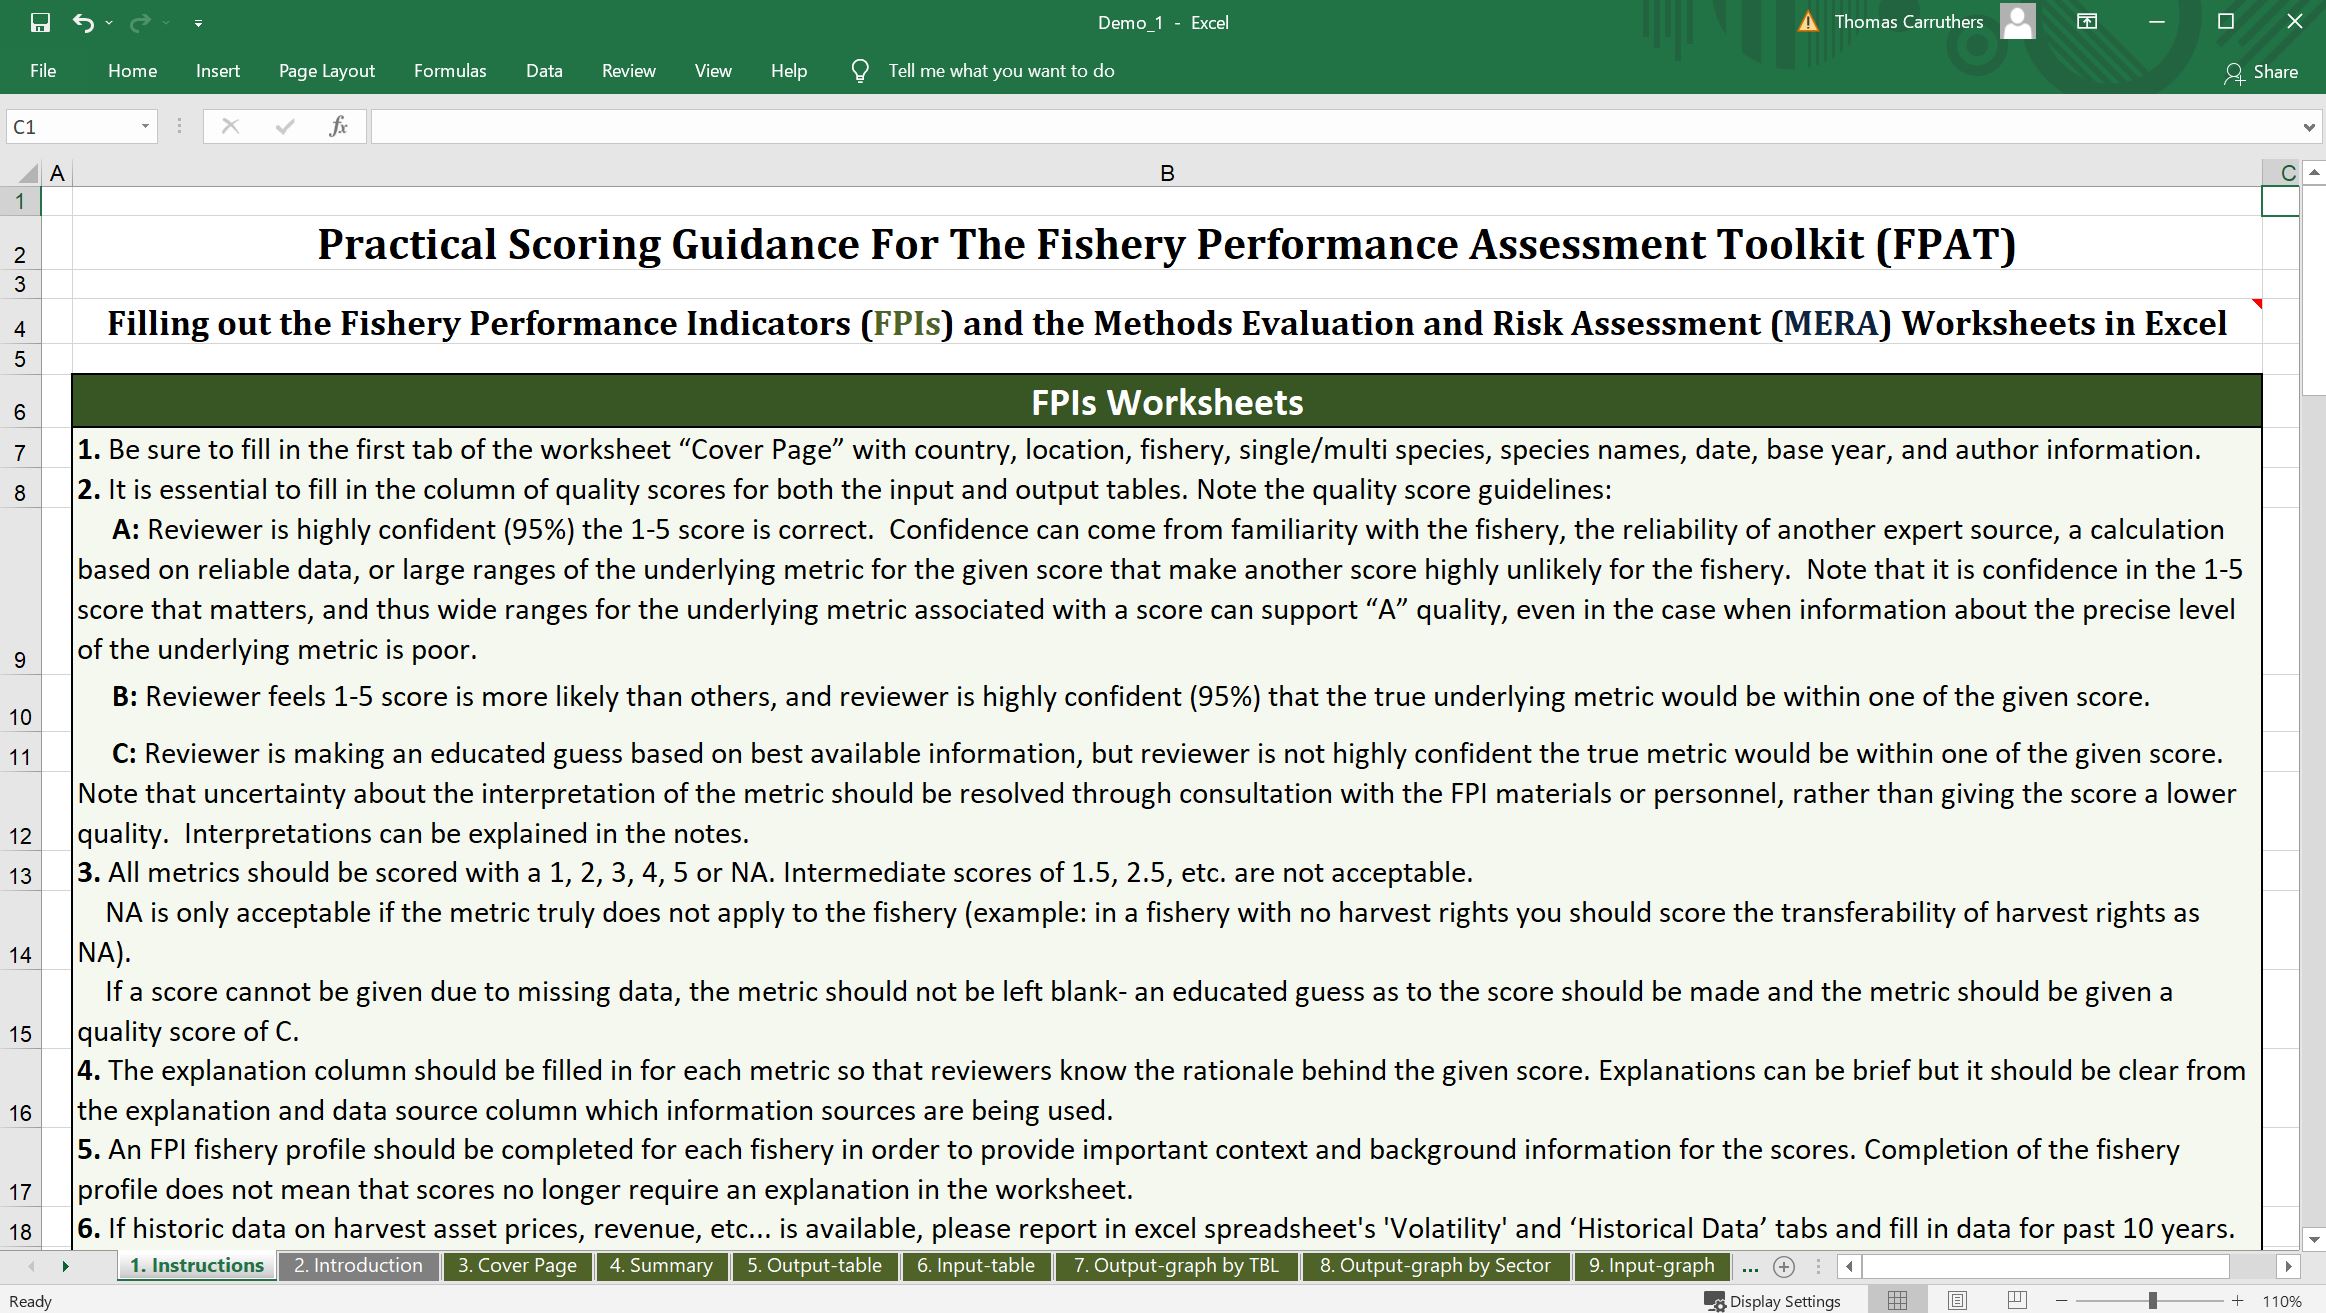 Demo_1 - Excel
Thomas Carruthers
File Home Insert Page Layout Formulas Data Review View Help Tell me what you want to do
Share
C1
fx
A B C
1
2 Practical Scoring Guidance For The Fishery Performance Assessment Toolkit (FPAT)
3
4 Filling out the Fishery Performance Indicators (FPIs) and the Methods Evaluation and Risk Assessment (MERA) Worksheets in Excel
5
6 FPIs Worksheets
7 1. Be sure to fill in the first tab of the worksheet “Cover Page” with country, location, fishery, single/multi species, species names, date, base year, and author information.
8 2. It is essential to fill in the column of quality scores for both the input and output tables. Note the quality score guidelines:
A: Reviewer is highly confident (95%) the 1-5 score is correct. Confidence can come from familiarity with the fishery, the reliability of another expert source, a calculation
based on reliable data, or large ranges of the underlying metric for the given score that make another score highly unlikely for the fishery. Note that it is confidence in the 1-5
score that matters, and thus wide ranges for the underlying metric associated with a score can support “A” quality, even in the case when information about the precise level
9 of the underlying metric is poor.
10 B: Reviewer feels 1-5 score is more likely than others, and reviewer is highly confident (95%) that the true underlying metric would be within one of the given score.
11 C: Reviewer is making an educated guess based on best available information, but reviewer is not highly confident the true metric would be within one of the given score.
Note that uncertainty about the interpretation of the metric should be resolved through consultation with the FPI materials or personnel, rather than giving the score a lower
12 quality. Interpretations can be explained in the notes.
13 3. All metrics should be scored with a 1, 2, 3, 4, 5 or NA. Intermediate scores of 1.5, 2.5, etc. are not acceptable.
NA is only acceptable if the metric truly does not apply to the fishery (example: in a fishery with no harvest rights you should score the transferability of harvest rights as
14 NA).
If a score cannot be given due to missing data, the metric should not be left blank- an educated guess as to the score should be made and the metric should be given a
15 quality score of C.
4. The explanation column should be filled in for each metric so that reviewers know the rationale behind the given score. Explanations can be brief but it should be clear from
16 the explanation and data source column which information sources are being used.
5. An FPI fishery profile should be completed for each fishery in order to provide important context and background information for the scores. Completion of the fishery
17 profile does not mean that scores no longer require an explanation in the worksheet.
18 6. If historic data on harvest asset prices, revenue, etc... is available, please report in excel spreadsheet's 'Volatility' and ‘Historical Data’ tabs and fill in data for past 10 years.
1. Instructions 2. Introduction 3. Cover Page 4. Summary 5. Output-table 6. Input-table 7. Output-graph by TBL 8. Output-graph by Sector 9. Input-graph ...
Ready Display Settings 110%